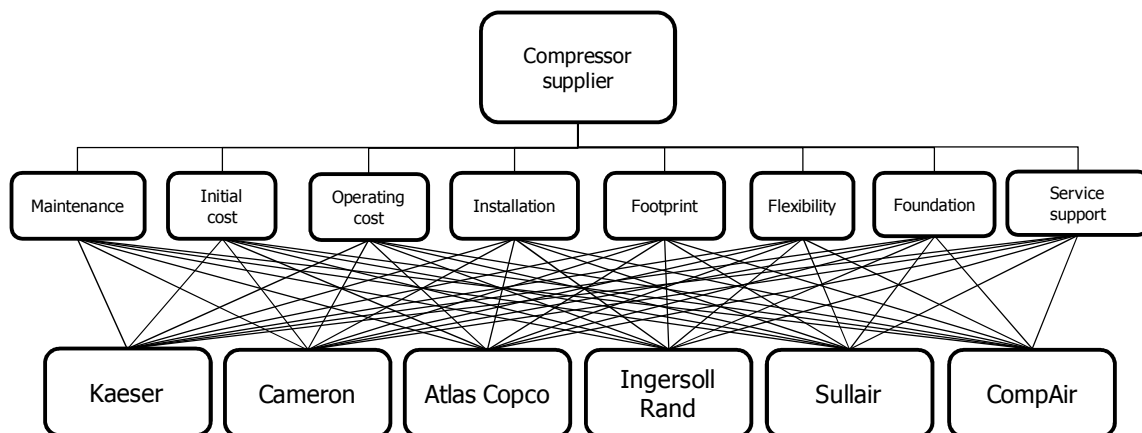 Compressor
supplier
Maintenance
Initial
cost
Operating
cost
Installation
Footprint
Flexibility
Foundation
Service
support
Kaeser
Cameron
Atlas Copco
Ingersoll
Rand
Sullair
CompAir